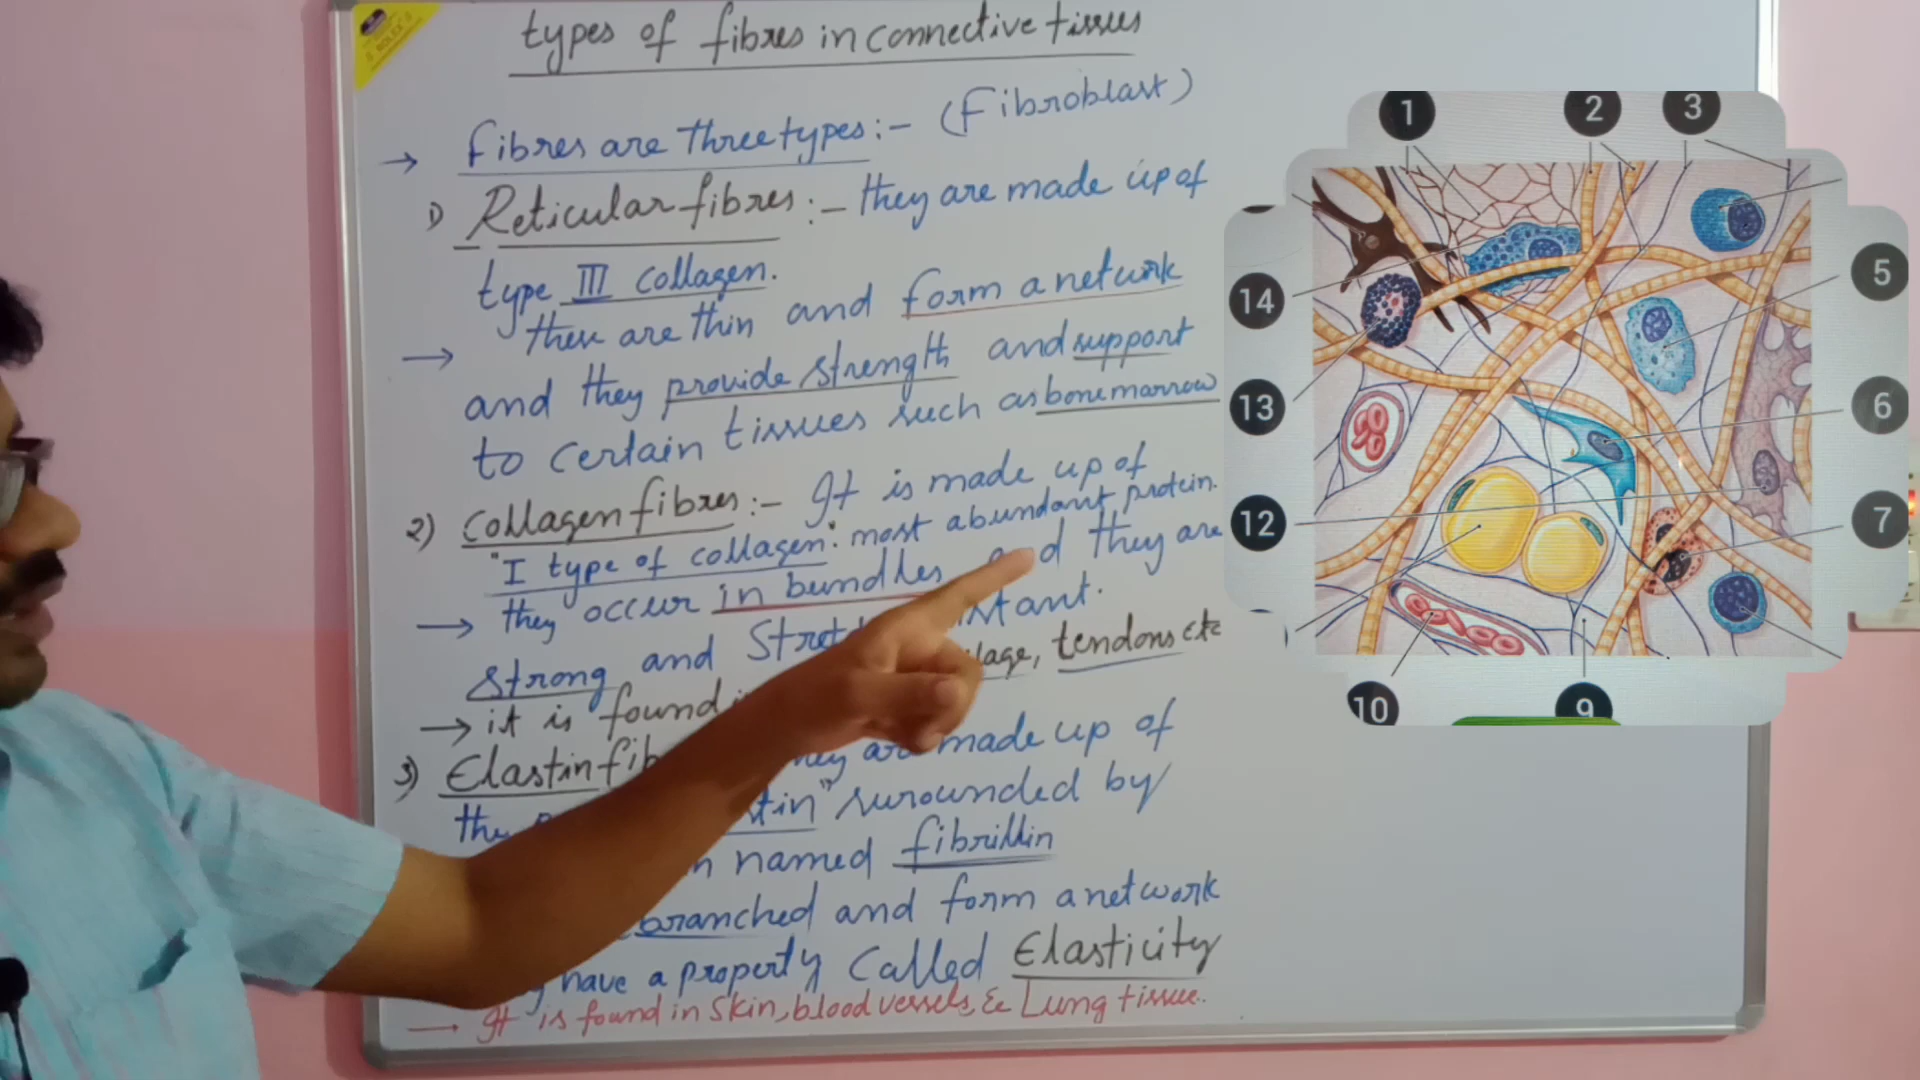 types of fibres in connective tissues
→ Fibres are Three types:- (Fibroblast)
1) Reticular fibres:- they are made up of
type III collagen.
→ these are thin and form a network
and they provide strength and support
to certain tissues such as bone marrow
2) Collagen fibres:- It is made up of
"I type of collagen". most abundant protein.
→ they occur in bundles and they are
strong and
→ it is found tendons etc
3) Elastin made up of
the surounded by
named fibrillin
branched and form a network
have a property called Elasticity
→ It is found in skin, blood vessels, & Lung tissue.
1 2 3
14 5
13 6
12 7
10 9